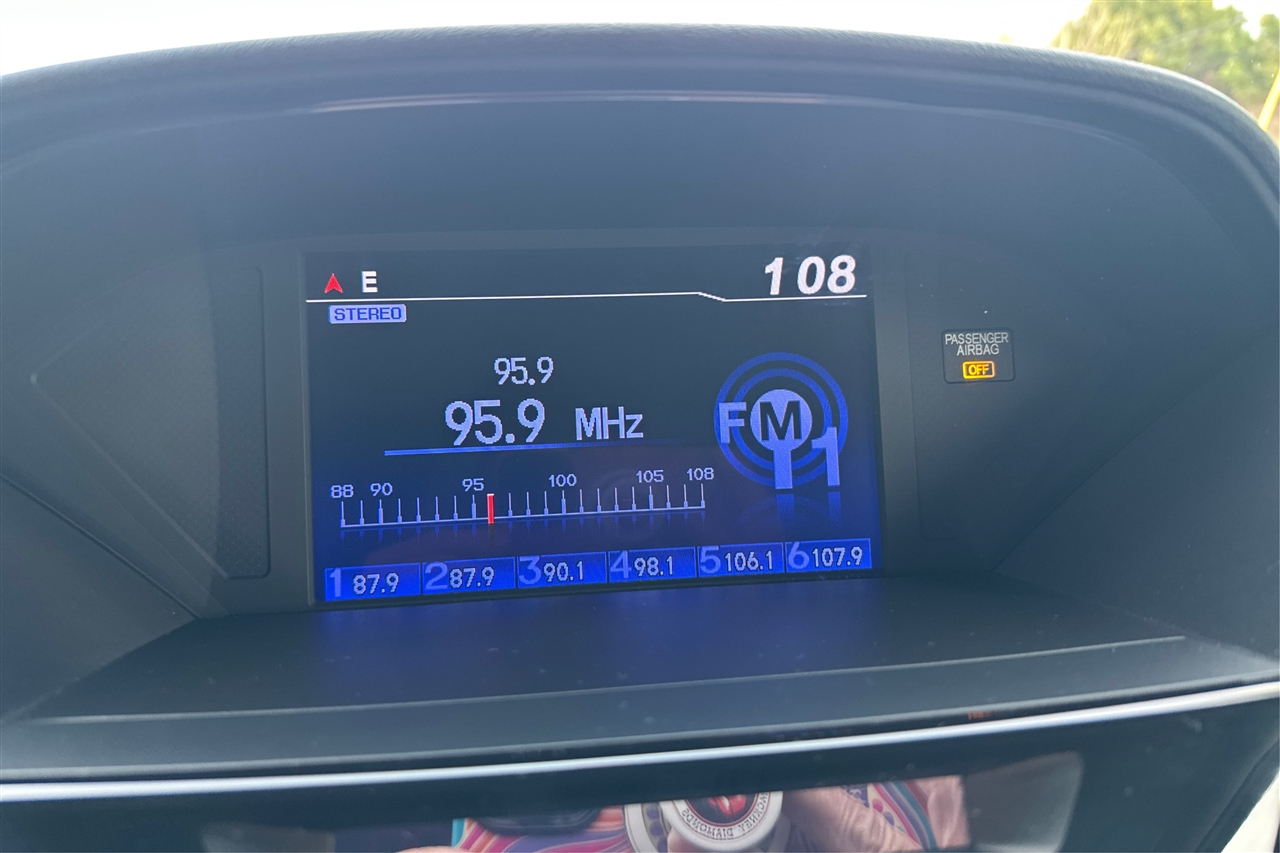 E 108
STEREO
95.9
95.9 MHz
FM 1
88 90 95 100 105 108
1 87.9 2 87.9 3 90.1 4 98.1 5 106.1 6 107.9
PASSENGER
AIRBAG
OFF